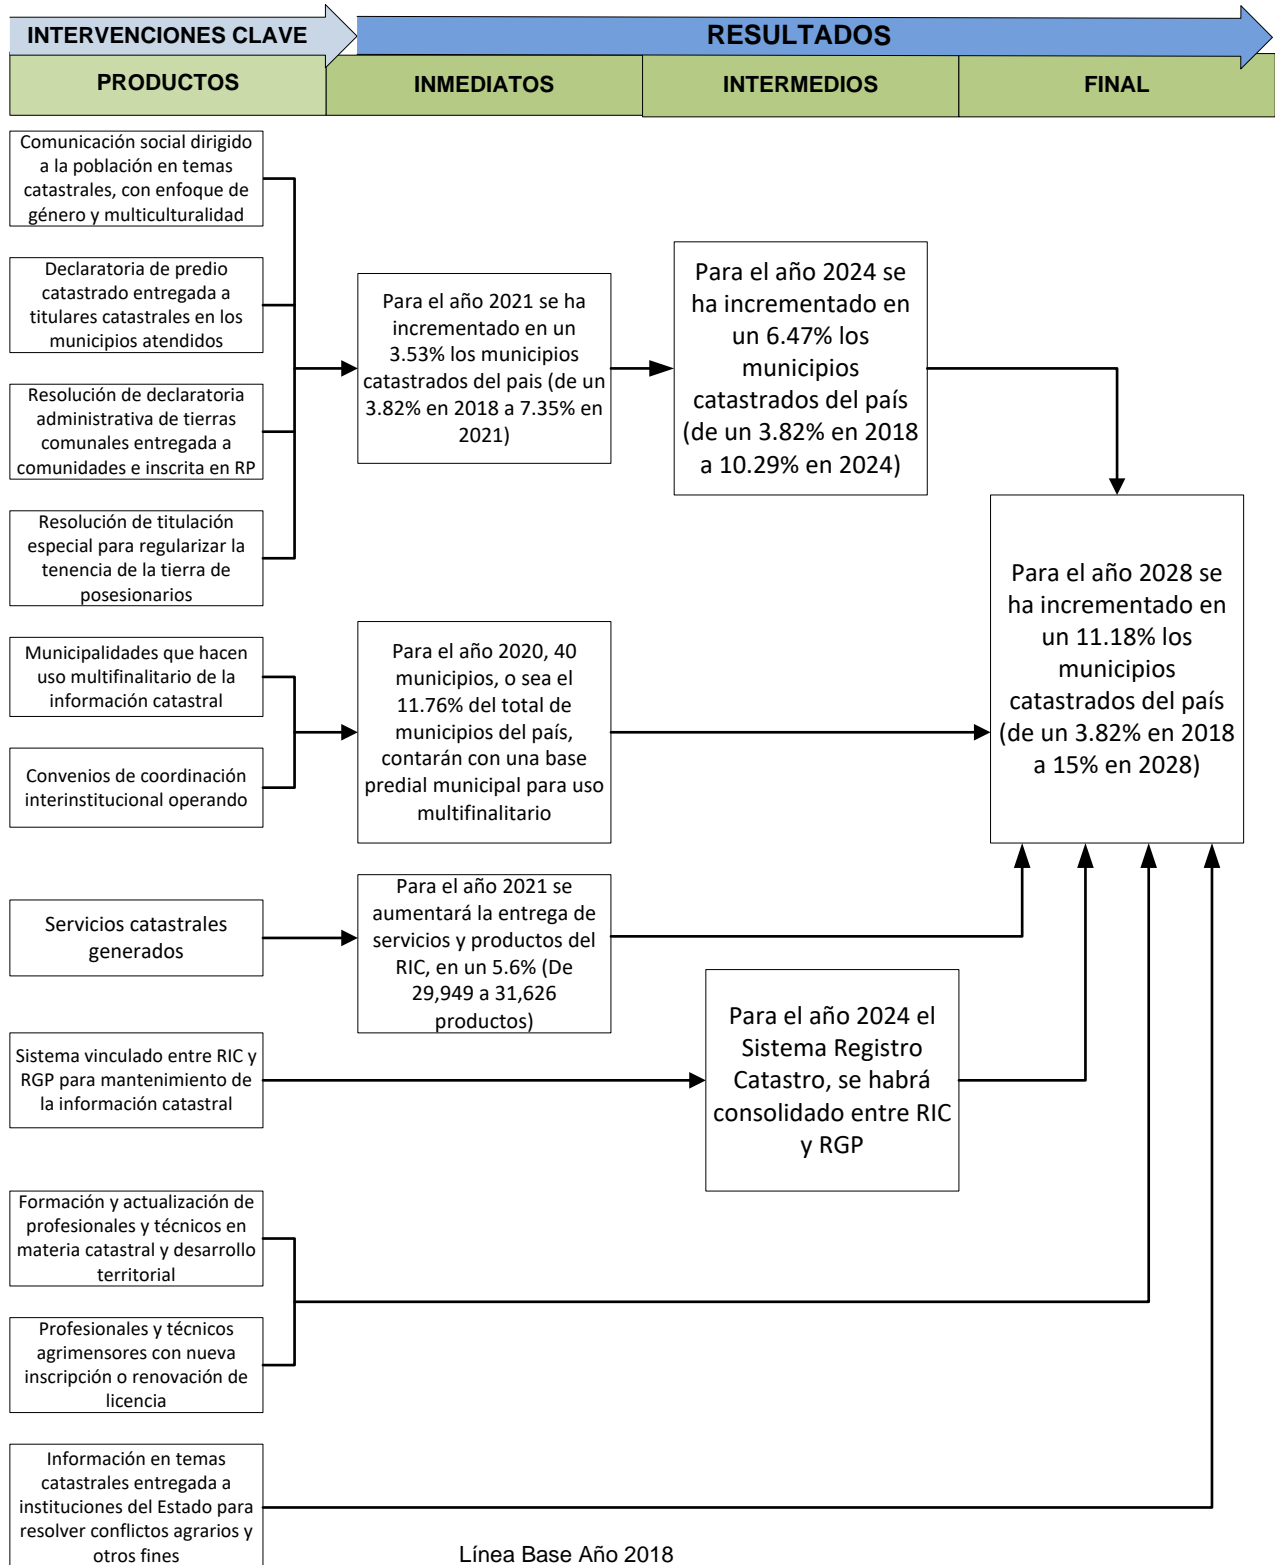 INTERVENCIONES CLAVE
RESULTADOS
PRODUCTOS
INMEDIATOS
INTERMEDIOS
FINAL
Comunicación social dirigido
a la población en temas
catastrales, con enfoque de
género y multiculturalidad
Declaratoria de predio
catastrado entregada a
titulares catastrales en los
municipios atendidos
Resolución de declaratoria
administrativa de tierras
comunales entregada a
comunidades e inscrita en RP
Resolución de titulación
especial para regularizar la
tenencia de la tierra de
posesionarios
Para el año 2021 se ha
incrementado en un
3.53% los municipios
catastrados del pais (de un
3.82% en 2018 a 7.35% en
2021)
Para el año 2024 se
ha incrementado en
un 6.47% los
municipios
catastrados del país
(de un 3.82% en 2018
a 10.29% en 2024)
Para el año 2028 se
ha incrementado en
un 11.18% los
municipios
catastrados del país
(de un 3.82% en 2018
a 15% en 2028)
Municipalidades que hacen
uso multifinalitario de la
información catastral
Convenios de coordinación
interinstitucional operando
Para el año 2020, 40
municipios, o sea el
11.76% del total de
municipios del país,
contarán con una base
predial municipal para uso
multifinalitario
Servicios catastrales
generados
Para el año 2021 se
aumentará la entrega de
servicios y productos del
RIC, en un 5.6% (De
29,949 a 31,626
productos)
Sistema vinculado entre RIC y
RGP para mantenimiento de
la información catastral
Para el año 2024 el
Sistema Registro
Catastro, se habrá
consolidado entre RIC
y RGP
Formación y actualización de
profesionales y técnicos en
materia catastral y desarrollo
territorial
Profesionales y técnicos
agrimensores con nueva
inscripción o renovación de
licencia
Información en temas
catastrales entregada a
instituciones del Estado para
resolver conflictos agrarios y
otros fines
Línea Base Año 2018